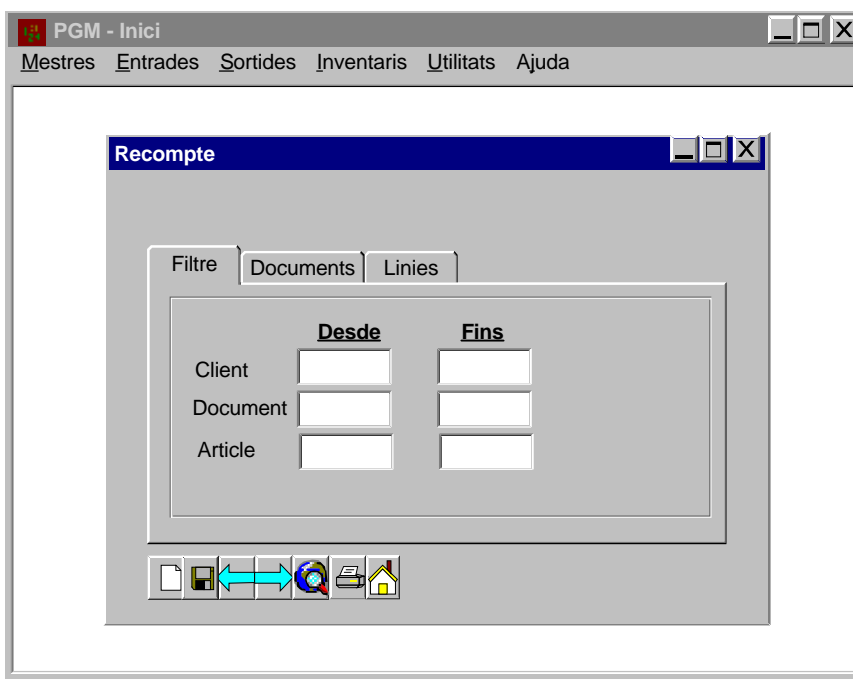 PGM - Inici
Mestres Entrades Sortides Inventaris Utilitats Ajuda
Recompte
Filtre Documents Linies
Desde Fins
Client
Document
Article